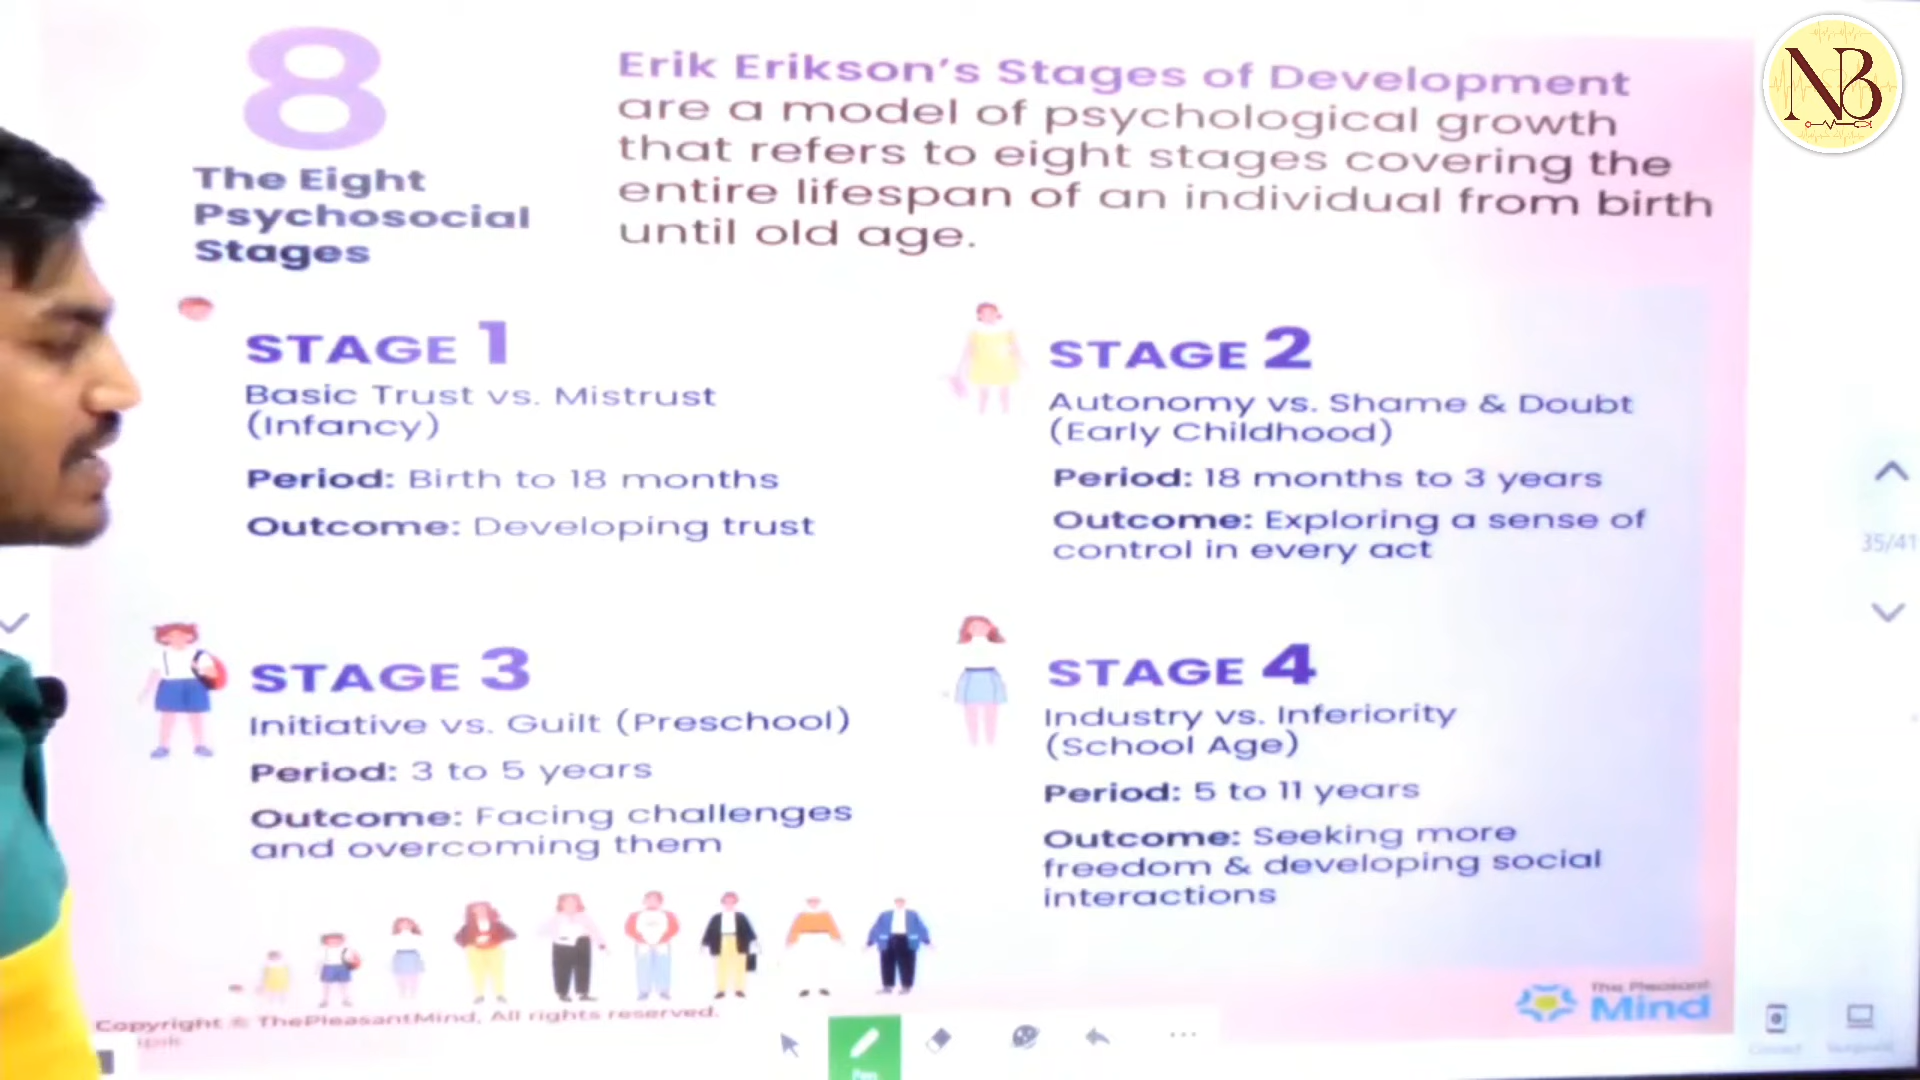 8
The Eight
Psychosocial
Stages
Erik Erikson's Stages of Development
are a model of psychological growth
that refers to eight stages covering the
entire lifespan of an individual from birth
until old age.
NB
STAGE 1
Basic Trust vs. Mistrust
(Infancy)
Period: Birth to 18 months
Outcome: Developing trust
STAGE 2
Autonomy vs. Shame & Doubt
(Early Childhood)
Period: 18 months to 3 years
Outcome: Exploring a sense of
control in every act
35/41
STAGE 3
Initiative vs. Guilt (Preschool)
Period: 3 to 5 years
Outcome: Facing challenges
and overcoming them
STAGE 4
Industry vs. Inferiority
(School Age)
Period: 5 to 11 years
Outcome: Seeking more
freedom & developing social
interactions
The Pleasant
Mind
Copyright © ThePleasantMind, All rights reserved.
Pen